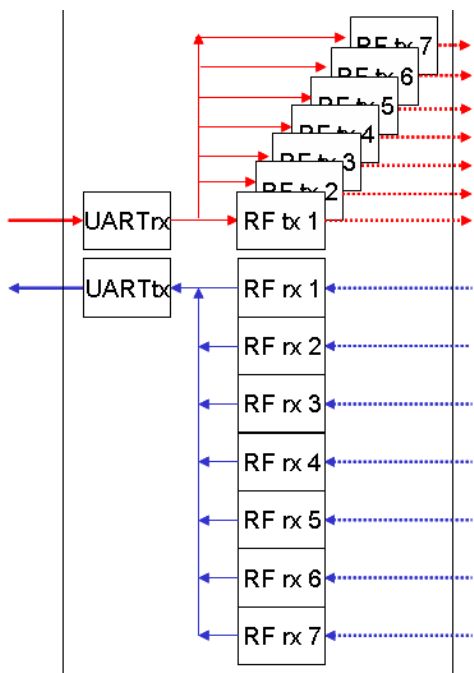 RF tx 7
RF tx 6
RF tx 5
RF tx 4
RF tx 3
RF tx 2
UARTrx
RF tx 1
UARTtx
RF rx 1
RF rx 2
RF rx 3
RF rx 4
RF rx 5
RF rx 6
RF rx 7